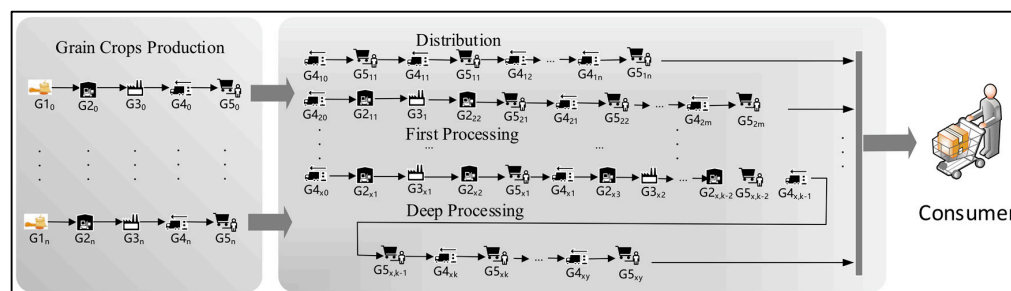 Grain Crops Production
G1₀ G2₀ G3₀ G4₀ G5₀
G1ₙ G2ₙ G3ₙ G4ₙ G5ₙ
Distribution
G4₁₀ G5₁₁ G4₁₁ G5₁₁ G4₁₂ ... G4₁ₙ G5₁ₙ
G4₂₀ G2₁₁ G3₁ G2₂₂ G5₂₁ G4₂₁ G5₂₂ ... G4₂ₘ G5₂ₘ
First Processing
... ...
G4ₓ₀ G2ₓ₁ G3ₓ₁ G2ₓ₂ G5ₓ₁ G4ₓ₁ G2ₓ₃ G3ₓ₂ ... G2ₓ,ₖ₋₂ G5ₓ,ₖ₋₂ G4ₓ,ₖ₋₁
Deep Processing
G5ₓ,ₖ₋₁ G4ₓₖ G5ₓₖ ... G4ₓᵧ G5ₓᵧ
Consumer